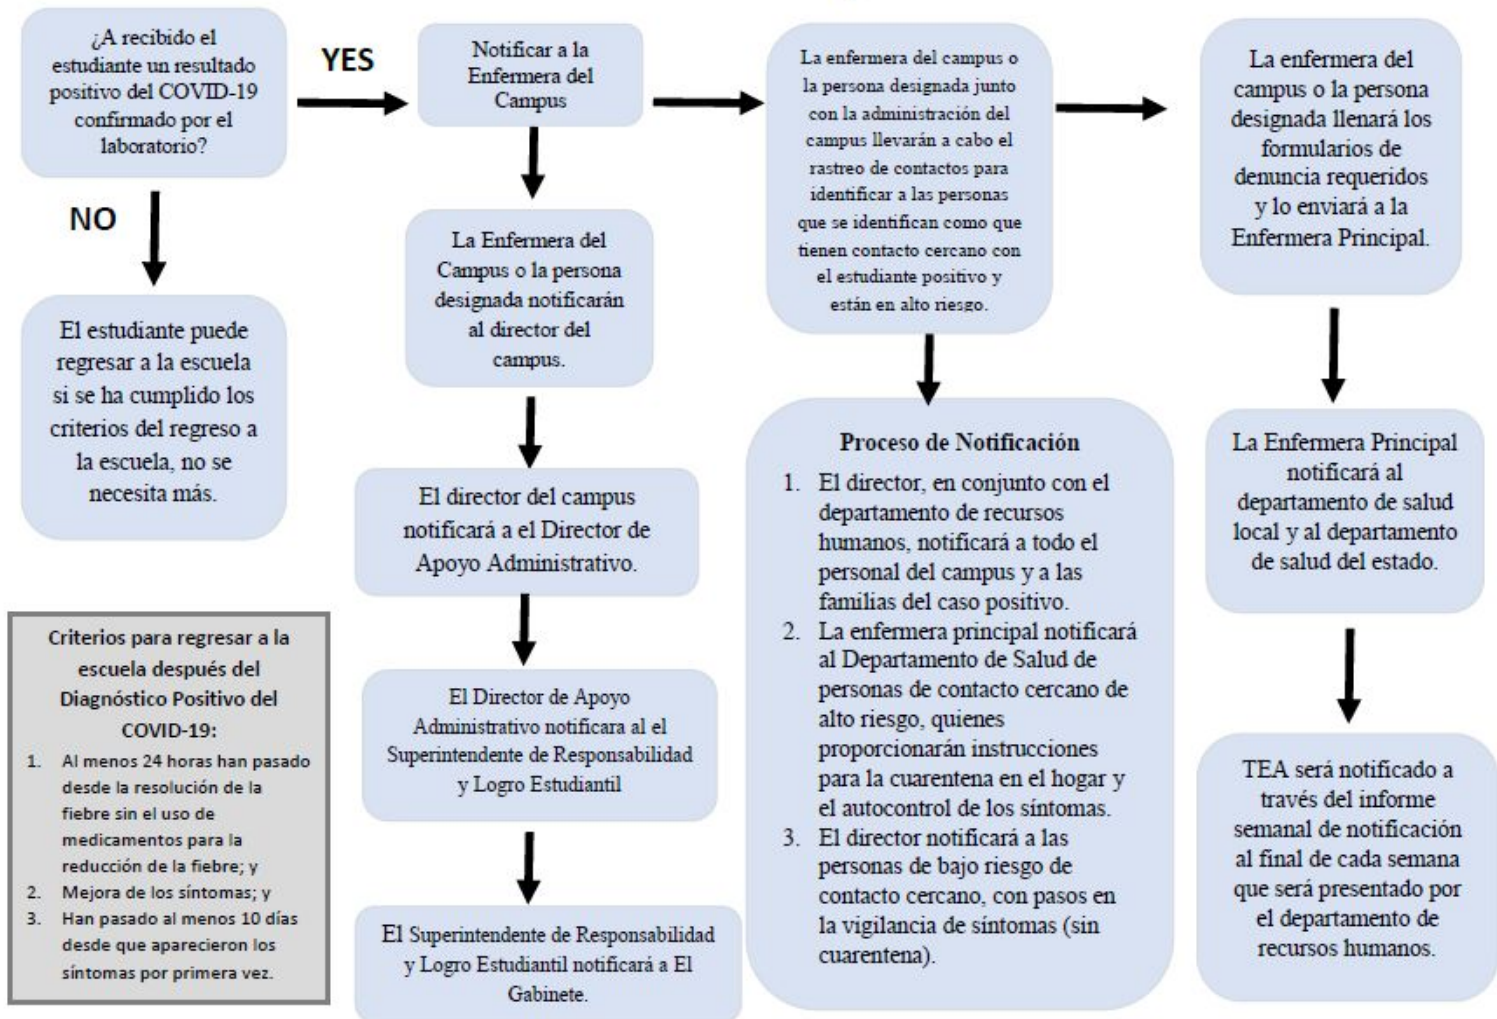 ¿A recibido el
estudiante un resultado
positivo del COVID-19
confirmado por el
laboratorio?
YES
NO
El estudiante puede
regresar a la escuela
si se ha cumplido los
criterios del regreso a
la escuela, no se
necesita más.
Criterios para regresar a la
escuela después del
Diagnóstico Positivo del
COVID-19:
1. Al menos 24 horas han pasado
desde la resolución de la
fiebre sin el uso de
medicamentos para la
reducción de la fiebre; y
2. Mejora de los síntomas; y
3. Han pasado al menos 10 días
desde que aparecieron los
síntomas por primera vez.
Notificar a la
Enfermera del
Campus
La Enfermera del
Campus o la persona
designada notificarán
al director del
campus.
El director del campus
notificará a el Director de
Apoyo Administrativo.
El Director de Apoyo
Administrativo notificara al el
Superintendente de Responsabilidad
y Logro Estudiantil
El Superintendente de Responsabilidad
y Logro Estudiantil notificará a El
Gabinete.
La enfermera del campus o
la persona designada junto
con la administración del
campus llevarán a cabo el
rastreo de contactos para
identificar a las personas
que se identifican como que
tienen contacto cercano con
el estudiante positivo y
están en alto riesgo.
Proceso de Notificación
1. El director, en conjunto con el
departamento de recursos
humanos, notificará a todo el
personal del campus y a las
familias del caso positivo.
2. La enfermera principal notificará
al Departamento de Salud de
personas de contacto cercano de
alto riesgo, quienes
proporcionarán instrucciones
para la cuarentena en el hogar y
el autocontrol de los síntomas.
3. El director notificará a las
personas de bajo riesgo de
contacto cercano, con pasos en
la vigilancia de síntomas (sin
cuarentena).
La enfermera del
campus o la persona
designada llenará los
formularios de
denuncia requeridos
y lo enviará a la
Enfermera Principal.
La Enfermera Principal
notificará al
departamento de salud
local y al departamento
de salud del estado.
TEA será notificado a
través del informe
semanal de notificación
al final de cada semana
que será presentado por
el departamento de
recursos humanos.